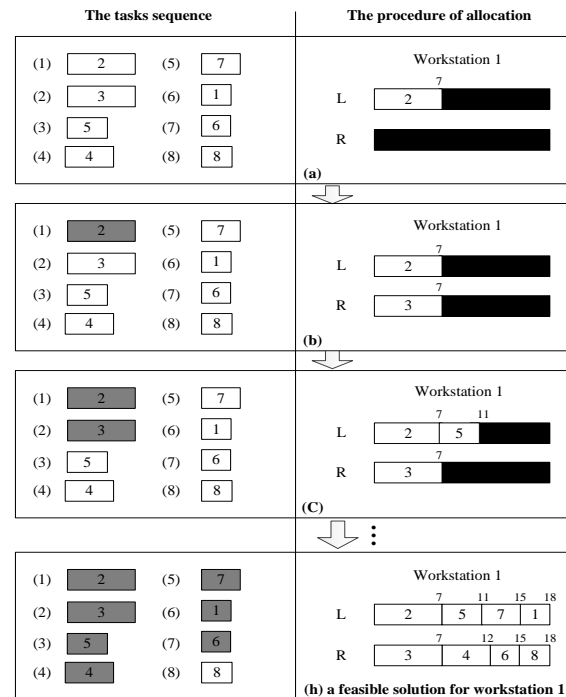 The tasks sequence The procedure of allocation
(1) 2 (5) 7
(2) 3 (6) 1
(3) 5 (7) 6
(4) 4 (8) 8
Workstation 1
7
L 2
R
(a)
(1) 2 (5) 7
(2) 3 (6) 1
(3) 5 (7) 6
(4) 4 (8) 8
Workstation 1
7
L 2
7
R 3
(b)
(1) 2 (5) 7
(2) 3 (6) 1
(3) 5 (7) 6
(4) 4 (8) 8
Workstation 1
7 11
L 2 5
7
R 3
(C)
(1) 2 (5) 7
(2) 3 (6) 1
(3) 5 (7) 6
(4) 4 (8) 8
Workstation 1
7 11 15 18
L 2 5 7 1
7 12 15 18
R 3 4 6 8
(h) a feasible solution for workstation 1